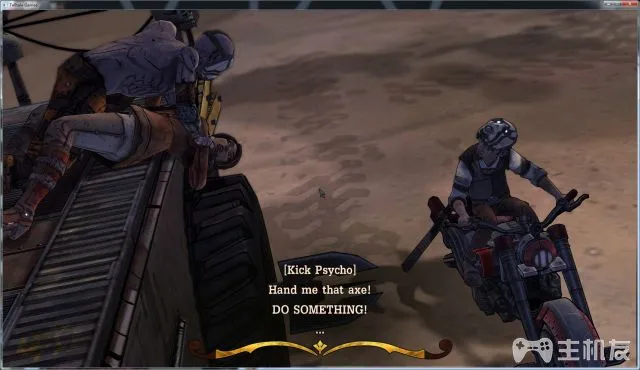 Telltale Games
[Kick Psycho]
Hand me that axe!
DO SOMETHING!
...
主机友